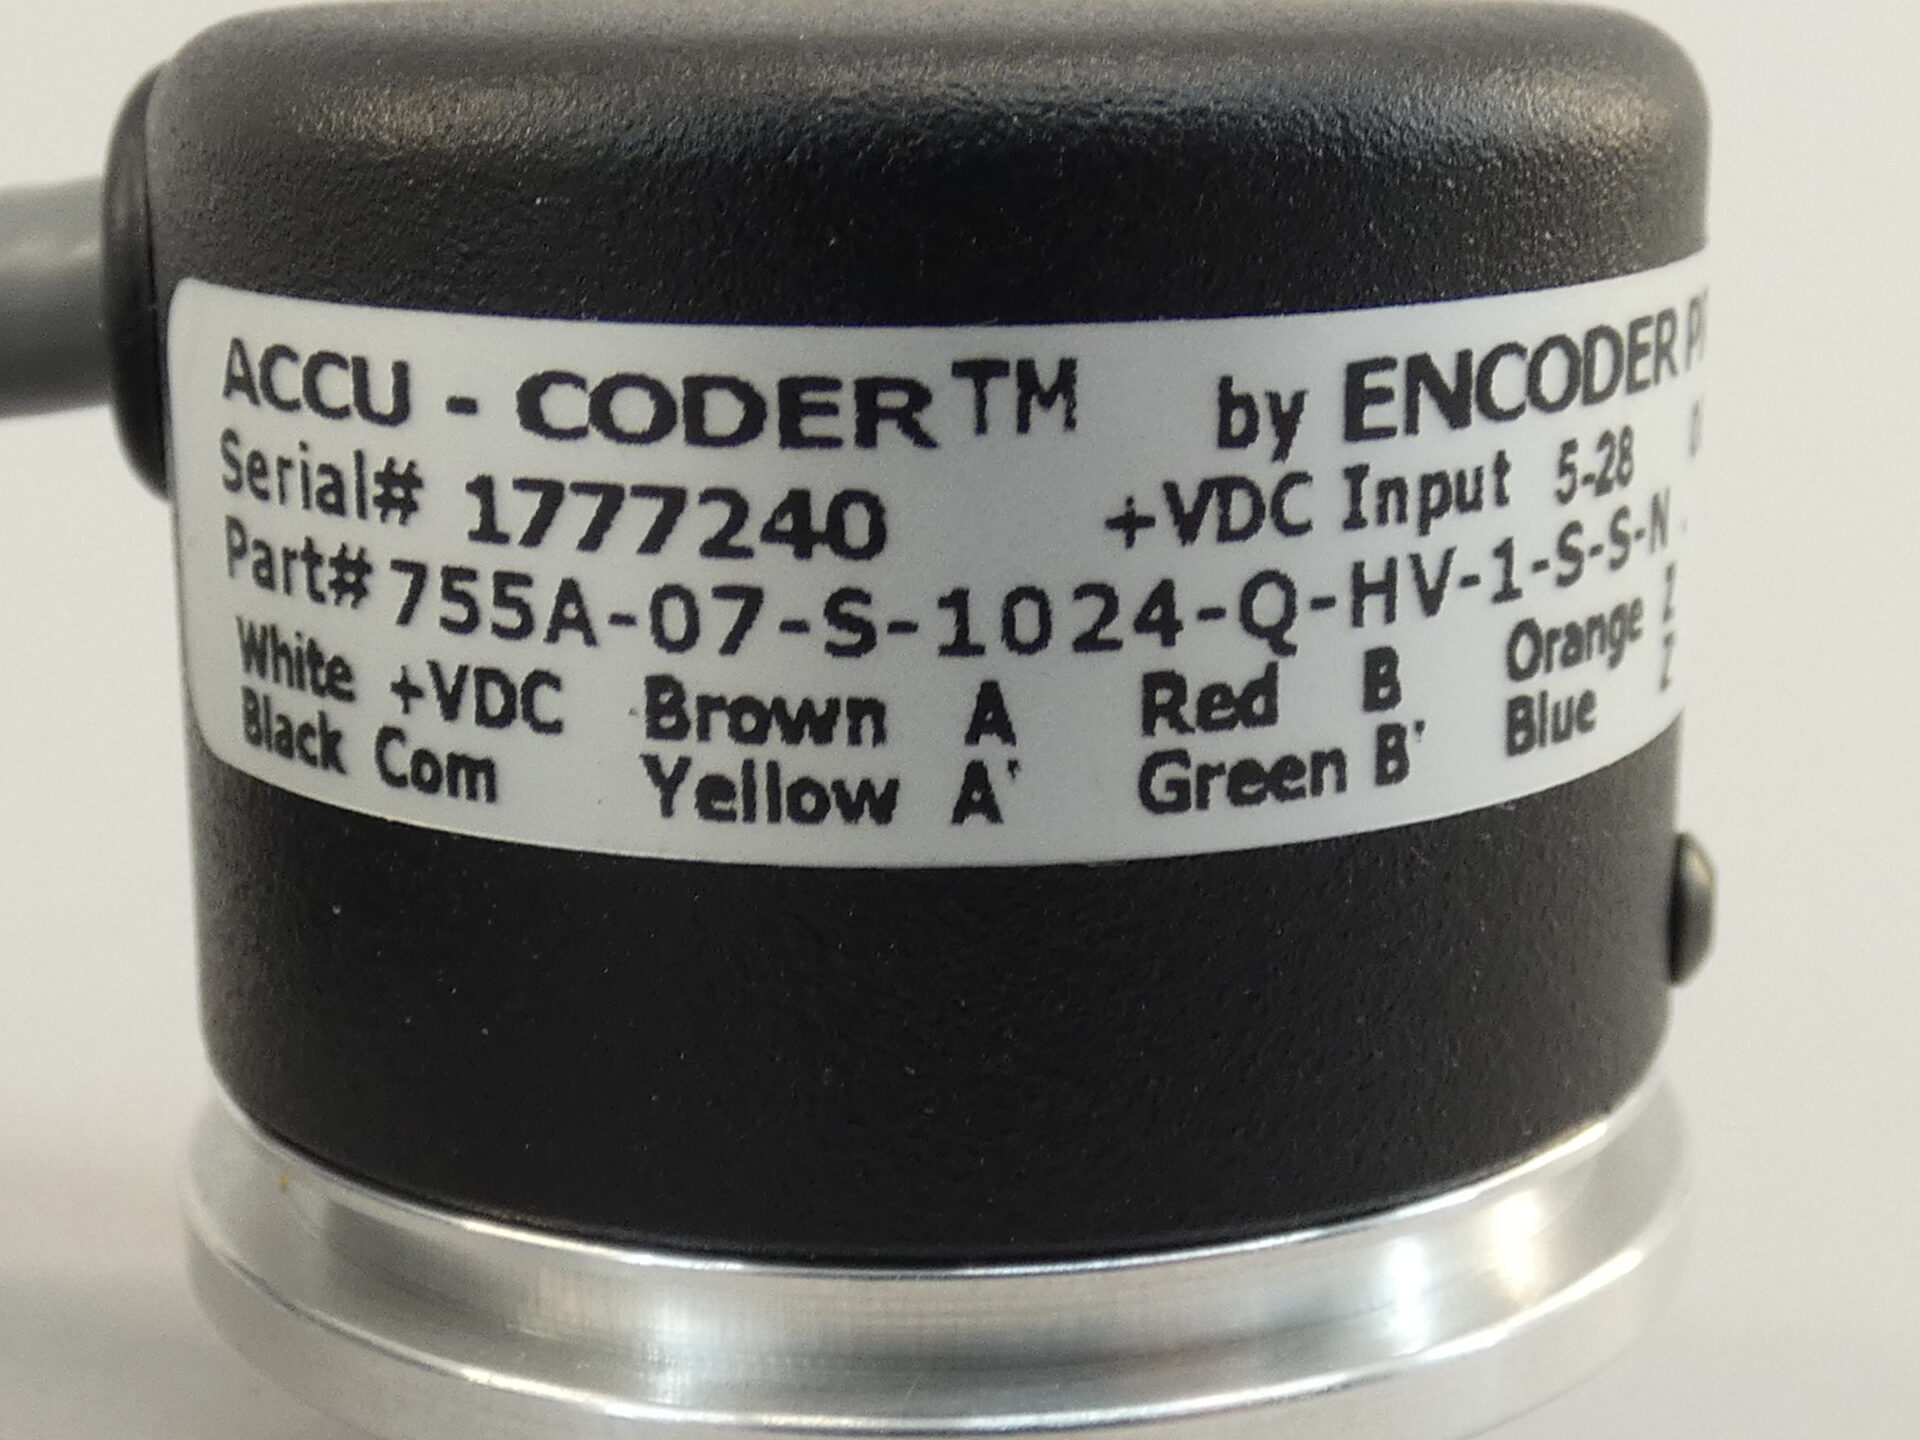 ACCU - CODER™ by ENCODER
Serial# 1777240 +VDC Input 5-28
Part# 755A-07-S-1024-Q-HV-1-S-S-N
White +VDC Brown A Red B Orange Z
Black Com Yellow A' Green B' Blue Z